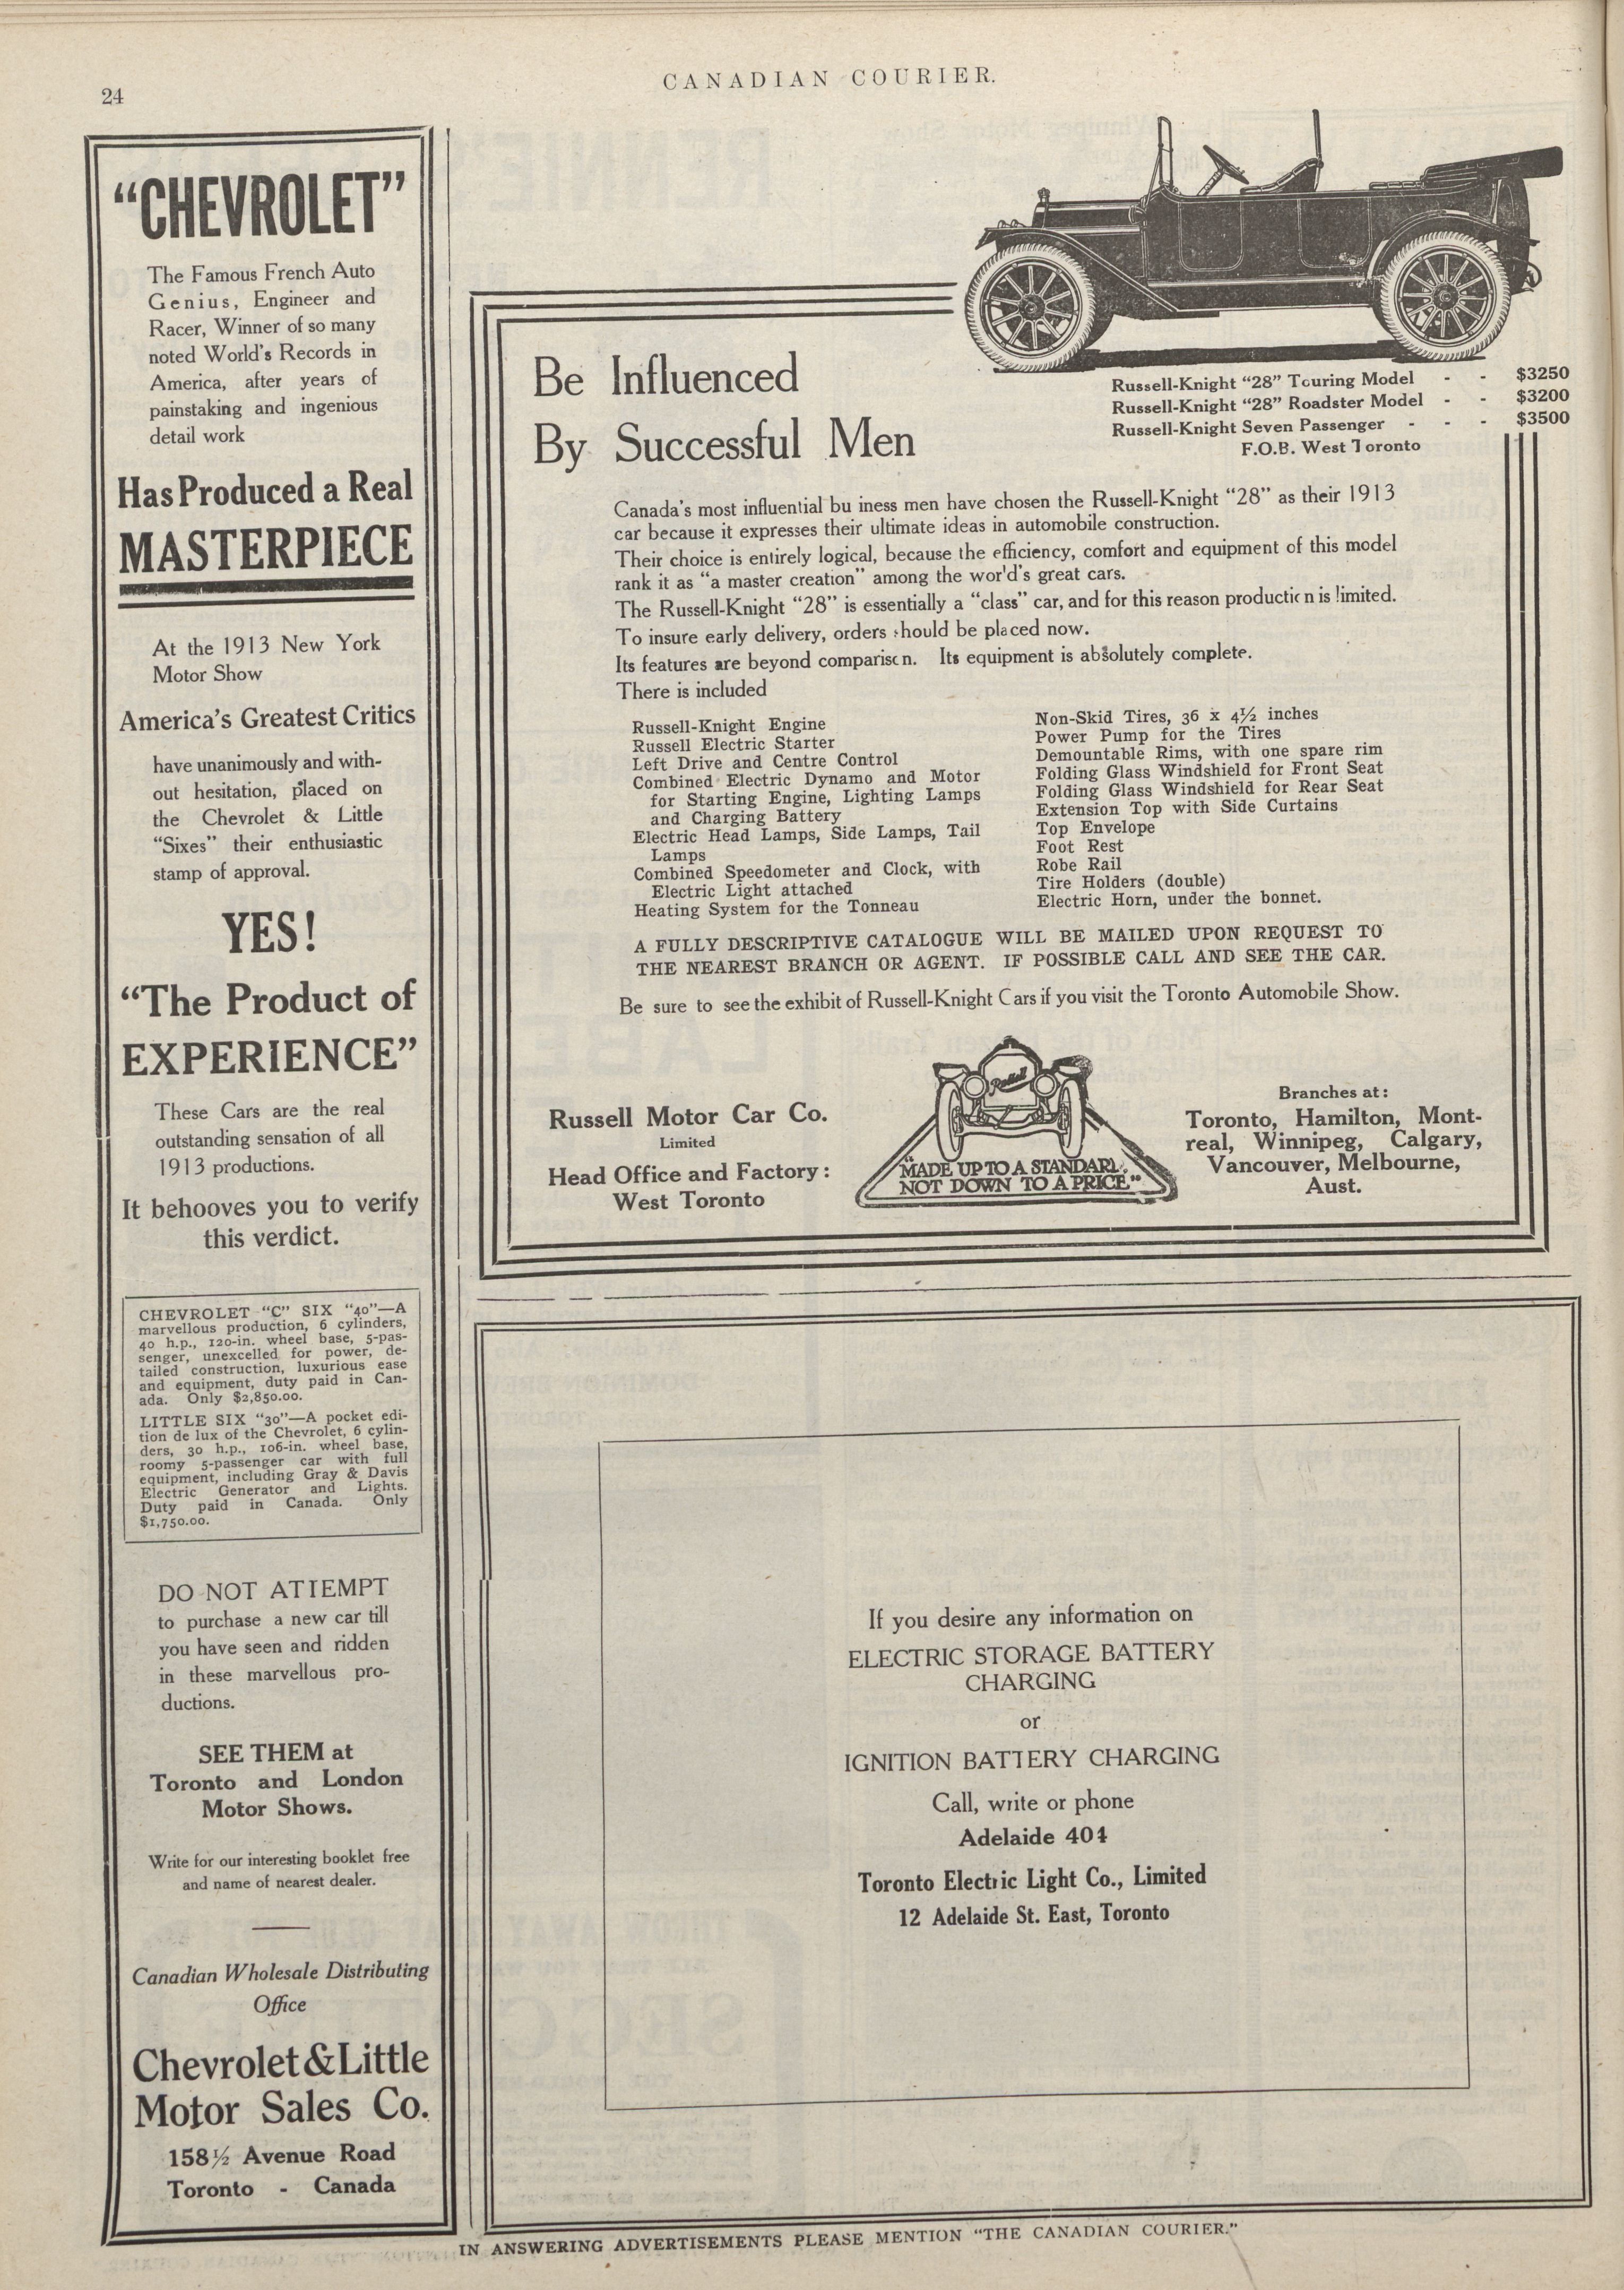 24
CANADIAN COURIER.
"CHEVROLET"
The Famous French Auto
Genius, Engineer and
Racer, Winner of so many
noted World's Records in
America, after years of
painstaking and ingenious
detail work
Has Produced a Real
MASTERPIECE
At the 1913 New York
Motor Show
America's Greatest Critics
have unanimously and with-
out hesitation, placed on
the Chevrolet & Little
"Sixes" their enthusiastic
stamp of approval.
YES!
"The Product of
EXPERIENCE"
These Cars are the real
outstanding sensation of all
1913 productions.
It behooves you to verify
this verdict.
CHEVROLET "C" SIX "40"—A
marvellous production, 6 cylinders,
40 h.p., 120-in. wheel base, 5-pas-
senger, unexcelled for power, de-
tailed construction, luxurious ease
and equipment, duty paid in Can-
ada. Only $2,850.00.
LITTLE SIX "30"—A pocket edi-
tion de lux of the Chevrolet, 6 cylin-
ders, 30 h.p., 106-in. wheel base,
roomy 5-passenger car with full
equipment, including Gray & Davis
Electric Generator and Lights.
Duty paid in Canada. Only
$1,750.00.
DO NOT ATTEMPT
to purchase a new car till
you have seen and ridden
in these marvellous pro-
ductions.
SEE THEM at
Toronto and London
Motor Shows.
Write for our interesting booklet free
and name of nearest dealer.
Canadian Wholesale Distributing
Office
Chevrolet & Little
Motor Sales Co.
158½ Avenue Road
Toronto - Canada
Be Influenced
By Successful Men
Russell-Knight "28" Touring Model - - $3250
Russell-Knight "28" Roadster Model - - $3200
Russell-Knight Seven Passenger - - - $3500
F.O.B. West Toronto
Canada's most influential bu iness men have chosen the Russell-Knight "28" as their 1913
car because it expresses their ultimate ideas in automobile construction.
Their choice is entirely logical, because the efficiency, comfort and equipment of this model
rank it as "a master creation" among the wor'd's great cars.
The Russell-Knight "28" is essentially a "class" car, and for this reason production is limited.
To insure early delivery, orders should be placed now.
Its features are beyond comparison. Its equipment is absolutely complete.
There is included
Russell-Knight Engine
Russell Electric Starter
Left Drive and Centre Control
Combined Electric Dynamo and Motor
for Starting Engine, Lighting Lamps
and Charging Battery
Electric Head Lamps, Side Lamps, Tail
Lamps
Combined Speedometer and Clock, with
Electric Light attached
Heating System for the Tonneau
Non-Skid Tires, 36 x 4½ inches
Power Pump for the Tires
Demountable Rims, with one spare rim
Folding Glass Windshield for Front Seat
Folding Glass Windshield for Rear Seat
Extension Top with Side Curtains
Top Envelope
Foot Rest
Robe Rail
Tire Holders (double)
Electric Horn, under the bonnet.
A FULLY DESCRIPTIVE CATALOGUE WILL BE MAILED UPON REQUEST TO
THE NEAREST BRANCH OR AGENT. IF POSSIBLE CALL AND SEE THE CAR.
Be sure to see the exhibit of Russell-Knight Cars if you visit the Toronto Automobile Show.
Russell Motor Car Co.
Limited
Head Office and Factory:
West Toronto
Russell
"MADE UP TO A STANDARD,
NOT DOWN TO A PRICE"
Branches at:
Toronto, Hamilton, Mont-
real, Winnipeg, Calgary,
Vancouver, Melbourne,
Aust.
If you desire any information on
ELECTRIC STORAGE BATTERY
CHARGING
or
IGNITION BATTERY CHARGING
Call, write or phone
Adelaide 404
Toronto Electric Light Co., Limited
12 Adelaide St. East, Toronto
IN ANSWERING ADVERTISEMENTS PLEASE MENTION "THE CANADIAN COURIER."